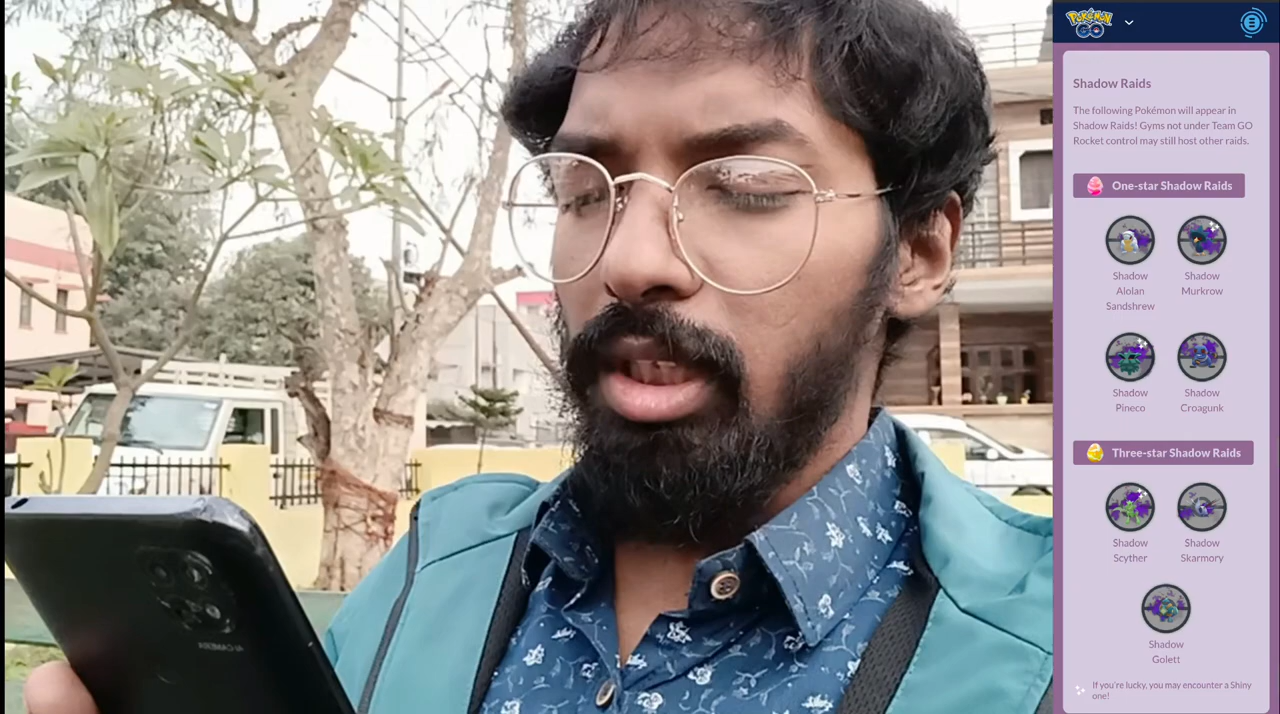 POKÉMON
GO
Shadow Raids
The following Pokémon will appear in
Shadow Raids! Gyms not under Team GO
Rocket control may still host other raids.
One-star Shadow Raids
Shadow
Alolan
Sandshrew
Shadow
Murkrow
Shadow
Pineco
Shadow
Croagunk
Three-star Shadow Raids
Shadow
Scyther
Shadow
Skarmory
Shadow
Golett
If you're lucky, you may encounter a Shiny
one!
AI CAMERA